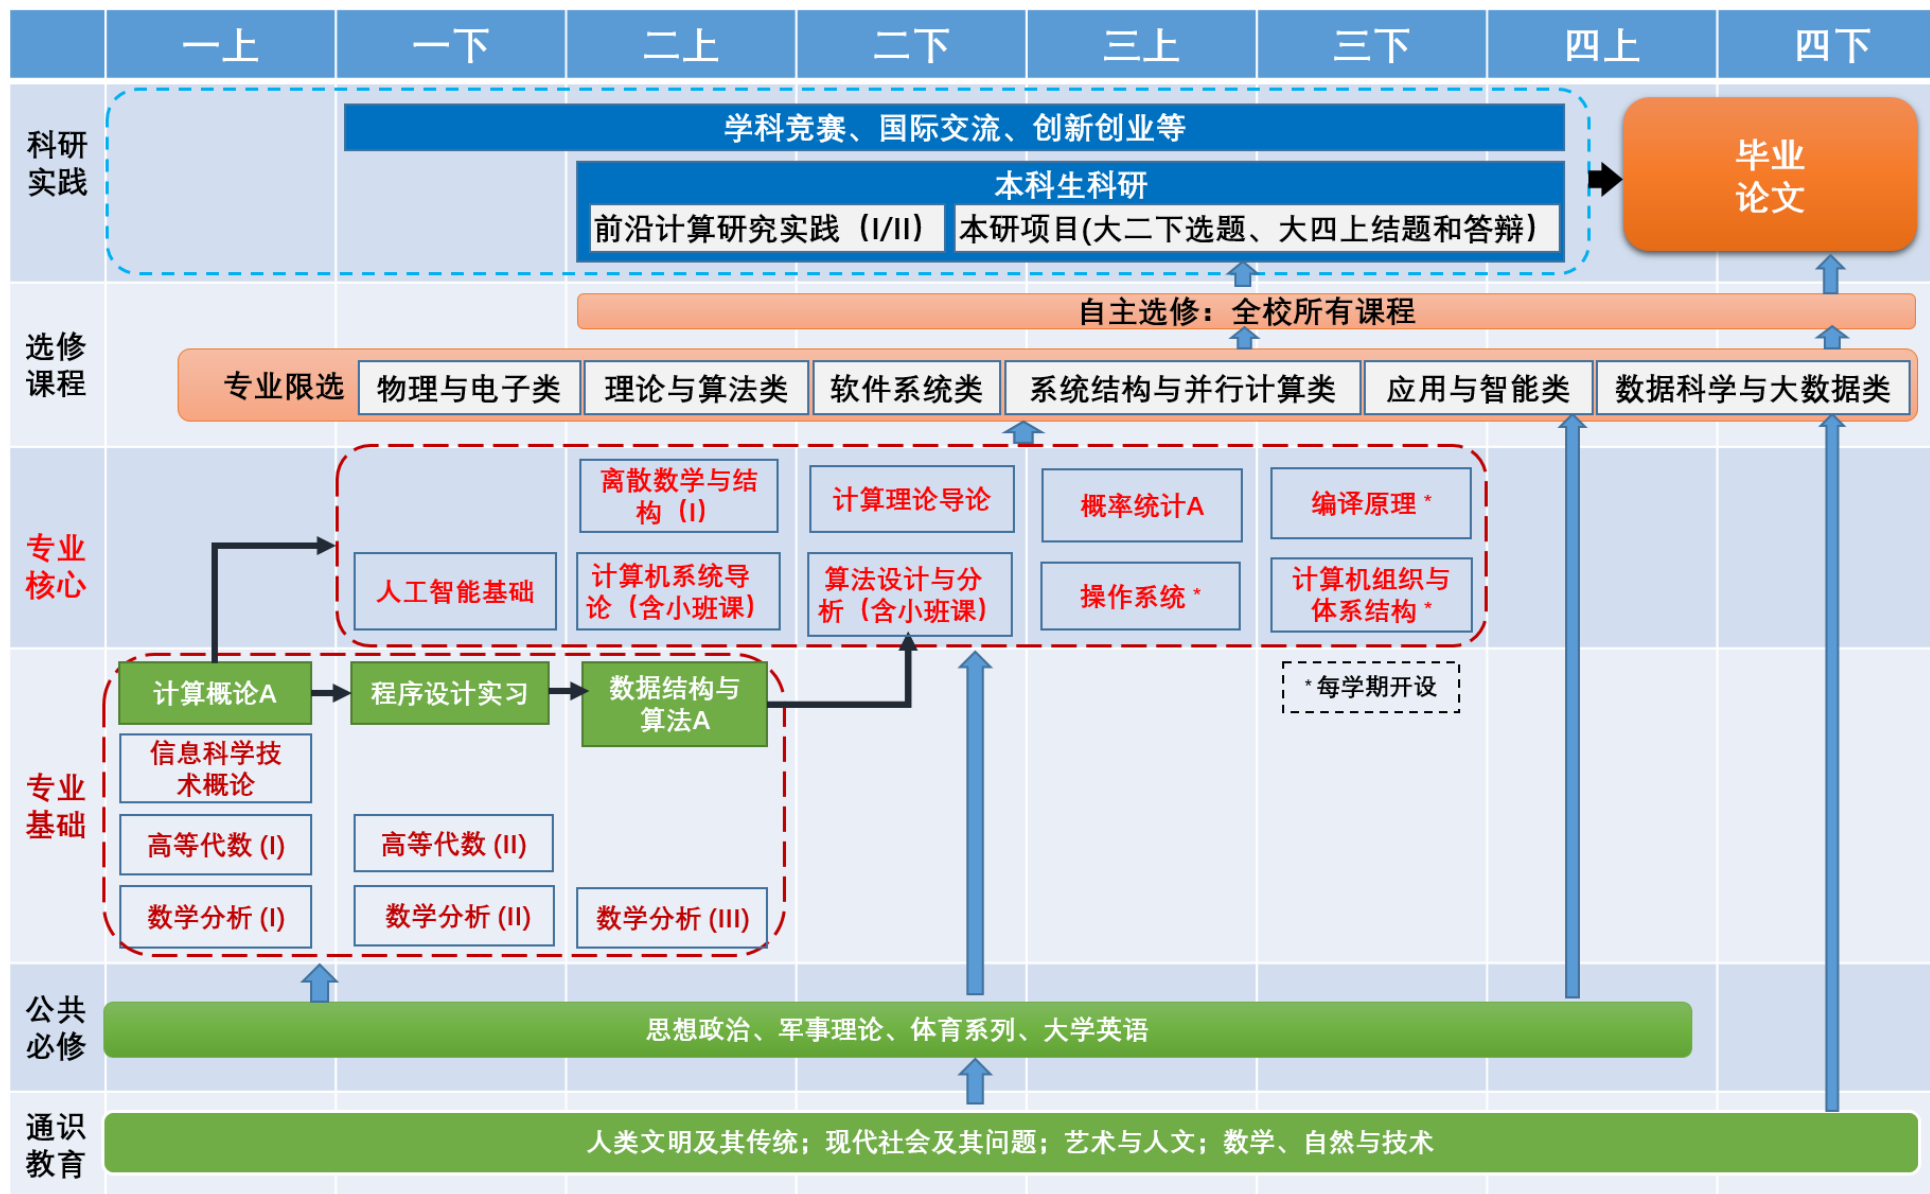 一上
一下
二上
二下
三上
三下
四上
四下
科研
实践
学科竞赛、国际交流、创新创业等
本科生科研
前沿计算研究实践（I/II）
本研项目(大二下选题、大四上结题和答辩）
毕业
论文
选修
课程
自主选修：全校所有课程
专业限选
物理与电子类
理论与算法类
软件系统类
系统结构与并行计算类
应用与智能类
数据科学与大数据类
专业
核心
离散数学与结
构（I）
计算理论导论
概率统计A
编译原理 *
人工智能基础
计算机系统导
论（含小班课）
算法设计与分
析（含小班课）
操作系统 *
计算机组织与
体系结构 *
专业
基础
计算概论A
程序设计实习
数据结构与
算法A
* 每学期开设
信息科学技
术概论
高等代数 (I)
高等代数 (II)
数学分析 (I)
数学分析 (II)
数学分析 (III)
公共
必修
思想政治、军事理论、体育系列、大学英语
通识
教育
人类文明及其传统；现代社会及其问题；艺术与人文；数学、自然与技术